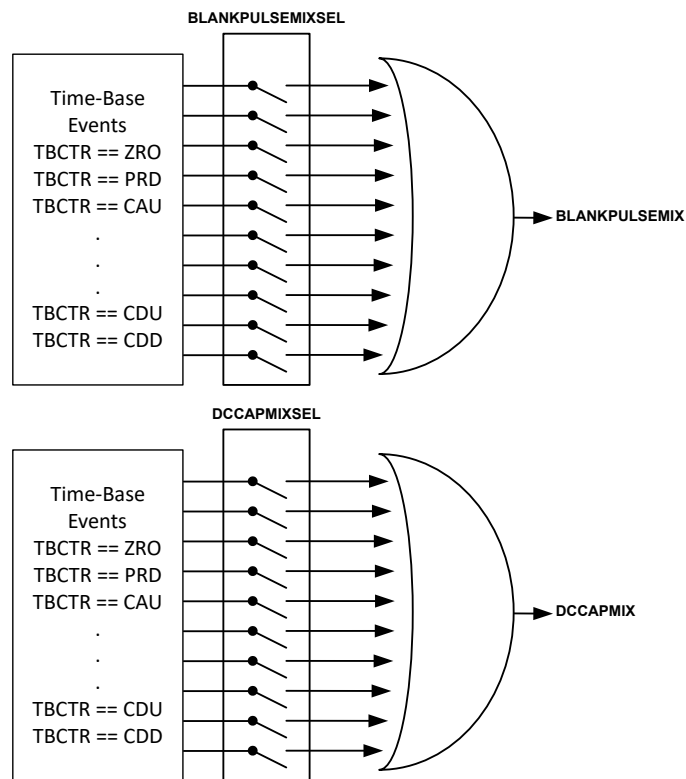 BLANKPULSEMIXSEL
Time-Base
Events
TBCTR == ZRO
TBCTR == PRD
TBCTR == CAU
.
.
.
TBCTR == CDU
TBCTR == CDD
BLANKPULSEMIX
DCCAPMIXSEL
Time-Base
Events
TBCTR == ZRO
TBCTR == PRD
TBCTR == CAU
.
.
.
TBCTR == CDU
TBCTR == CDD
DCCAPMIX